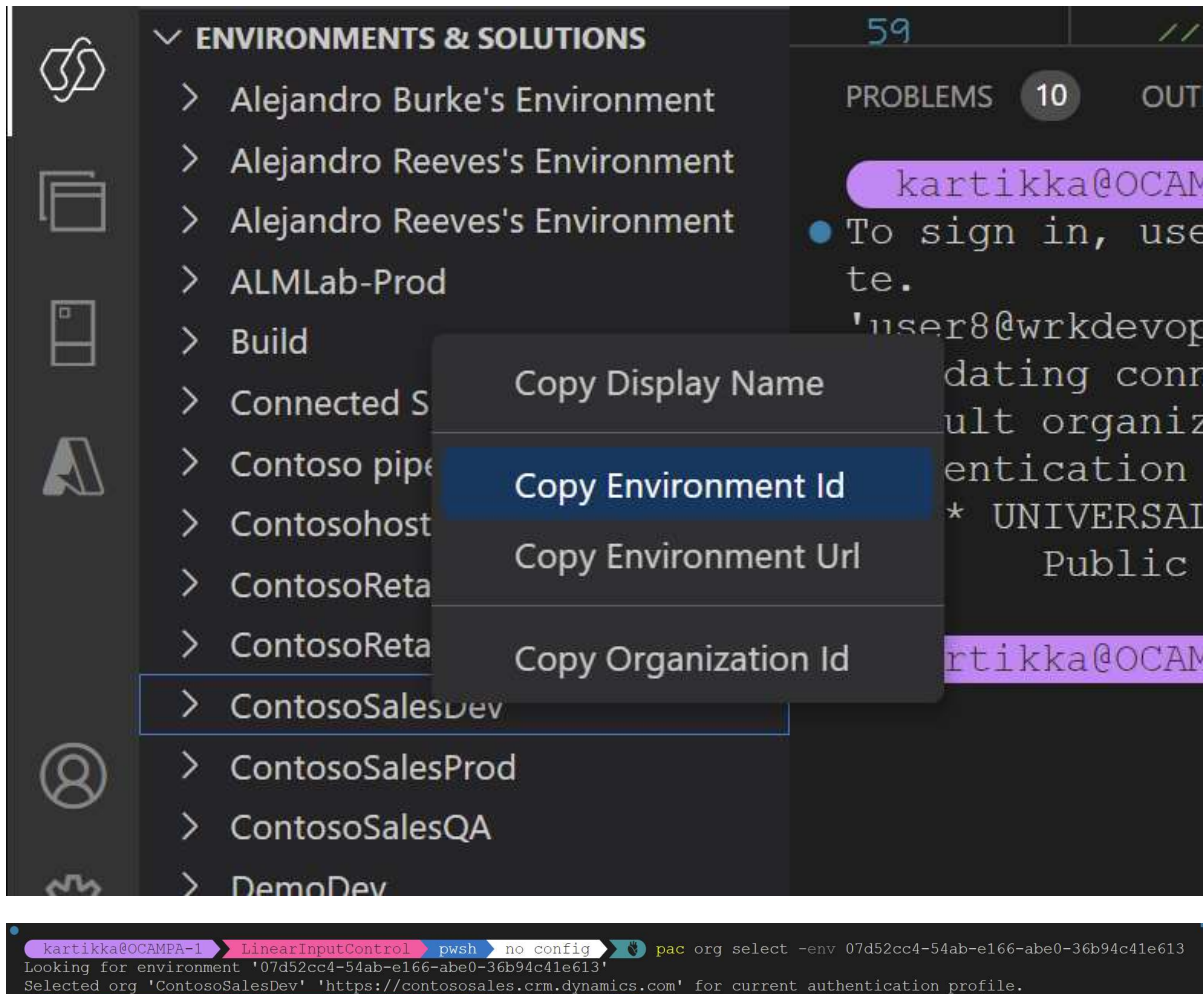 ENVIRONMENTS & SOLUTIONS
Alejandro Burke's Environment
Alejandro Reeves's Environment
Alejandro Reeves's Environment
ALMLab-Prod
Build
Connected S
Contoso pipe
Contosohost
ContosoReta
ContosoReta
ContosoSalesDev
ContosoSalesProd
ContosoSalesQA
DemoDev
Copy Display Name
Copy Environment Id
Copy Environment Url
Copy Organization Id
59 //
PROBLEMS 10 OUT
kartikka@OCAM
To sign in, use
te.
'user8@wrkdevop
dating conn
ult organiz
entication
* UNIVERSAL
Public
rtikka@OCAM
kartikka@OCAMPA-1 LinearInputControl pwsh no config pac org select -env 07d52cc4-54ab-e166-abe0-36b94c41e613
Looking for environment '07d52cc4-54ab-e166-abe0-36b94c41e613'
Selected org 'ContosoSalesDev' 'https://contososales.crm.dynamics.com' for current authentication profile.